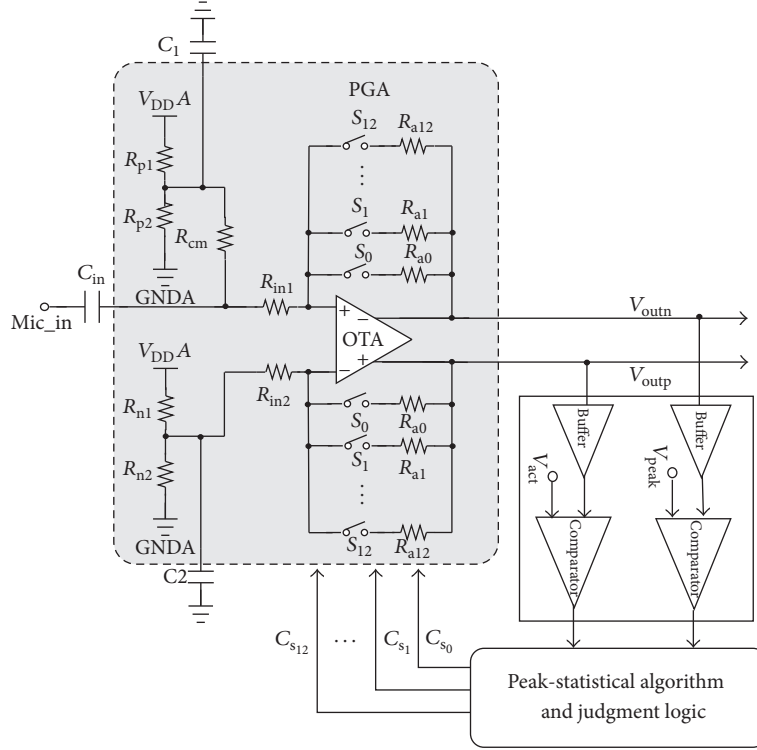 C1
PGA
VDD A
S12
Ra12
...
Rp1
Rp2
Rcm
S1
Ra1
S0
Ra0
Cin
Rin1
GNDA
Mic_in
+
−
OTA
+
−
Voutn
Voutp
VDD A
Rin2
Rn1
Rn2
S0
Ra0
S1
Ra1
...
S12
Ra12
GNDA
C2
Buffer
Buffer
Vact
Vpeak
Comparator
Comparator
Cs12
...
Cs1
Cs0
Peak-statistical algorithm
and judgment logic